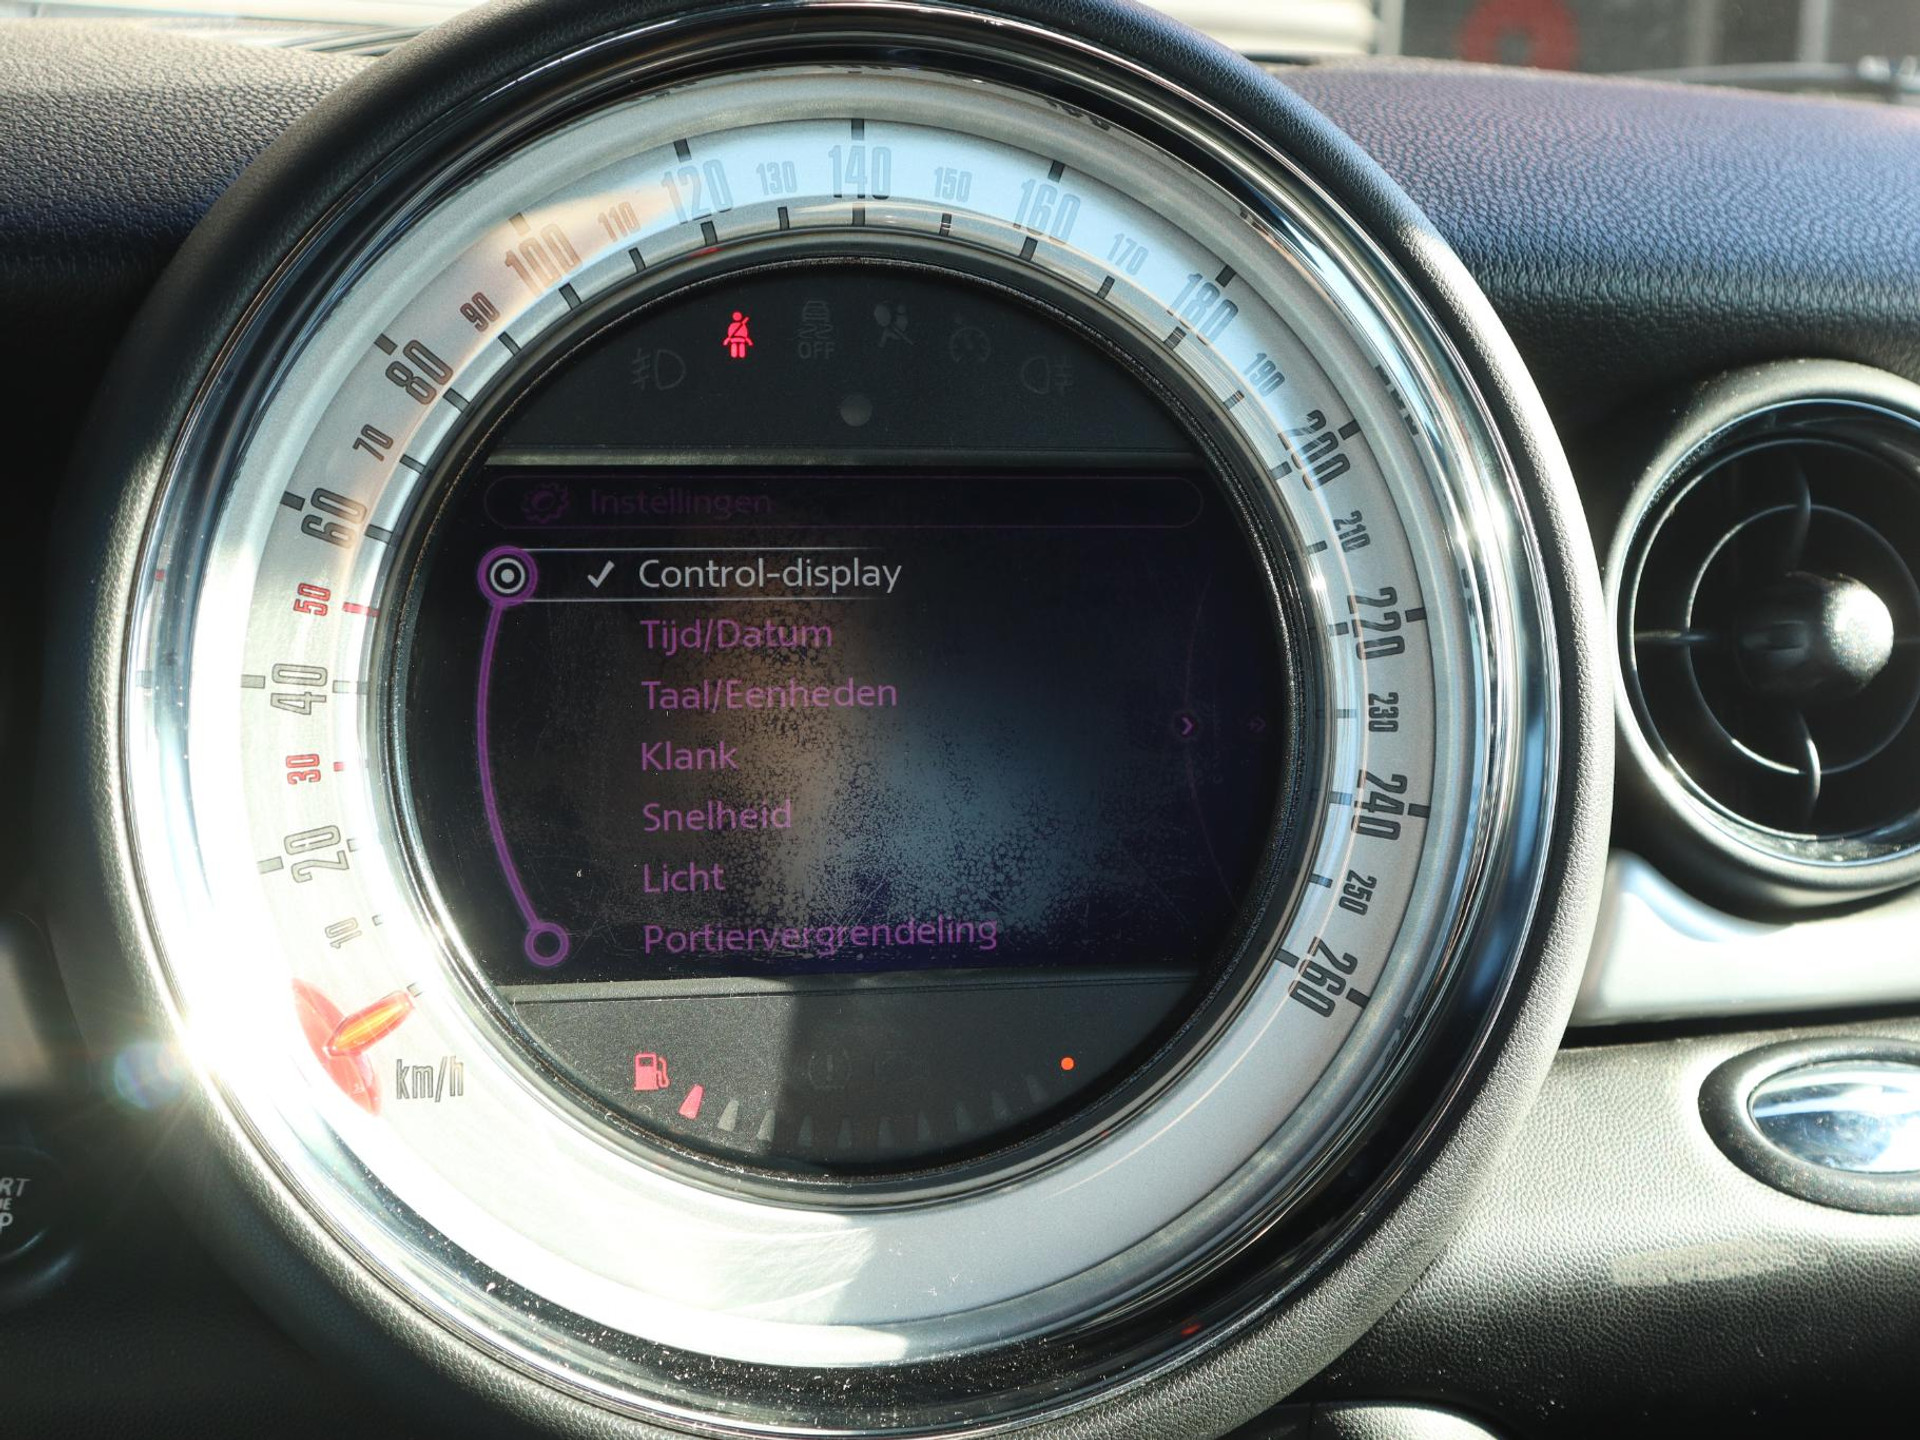 10
20
30
40
50
60
70
80
90
100
110
120
130
140
150
160
170
180
190
200
210
220
230
240
250
260
km/h
OFF
Instellingen
Control-display
Tijd/Datum
Taal/Eenheden
Klank
Snelheid
Licht
Portiervergrendeling